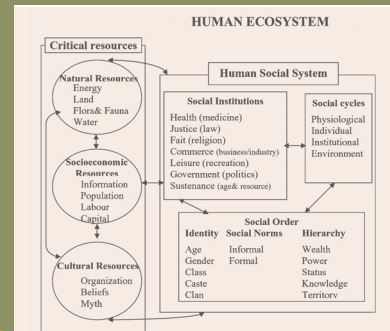 HUMAN ECOSYSTEM
Critical resources
Natural Resources
Energy
Land
Flora& Fauna
Water
Socioeconomic
Resources
Information
Population
Labour
Capital
Cultural Resources
Organization
Beliefs
Myth
Human Social System
Social Institutions
Health (medicine)
Justice (law)
Fait (religion)
Commerce (business/industry)
Leisure (recreation)
Government (politics)
Sustenance (age& resource)
Social cycles
Physiological
Individual
Institutional
Environment
Social Order
Identity Social Norms Hierarchy
Age Informal Wealth
Gender Formal Power
Class Status
Caste Knowledge
Clan Territory